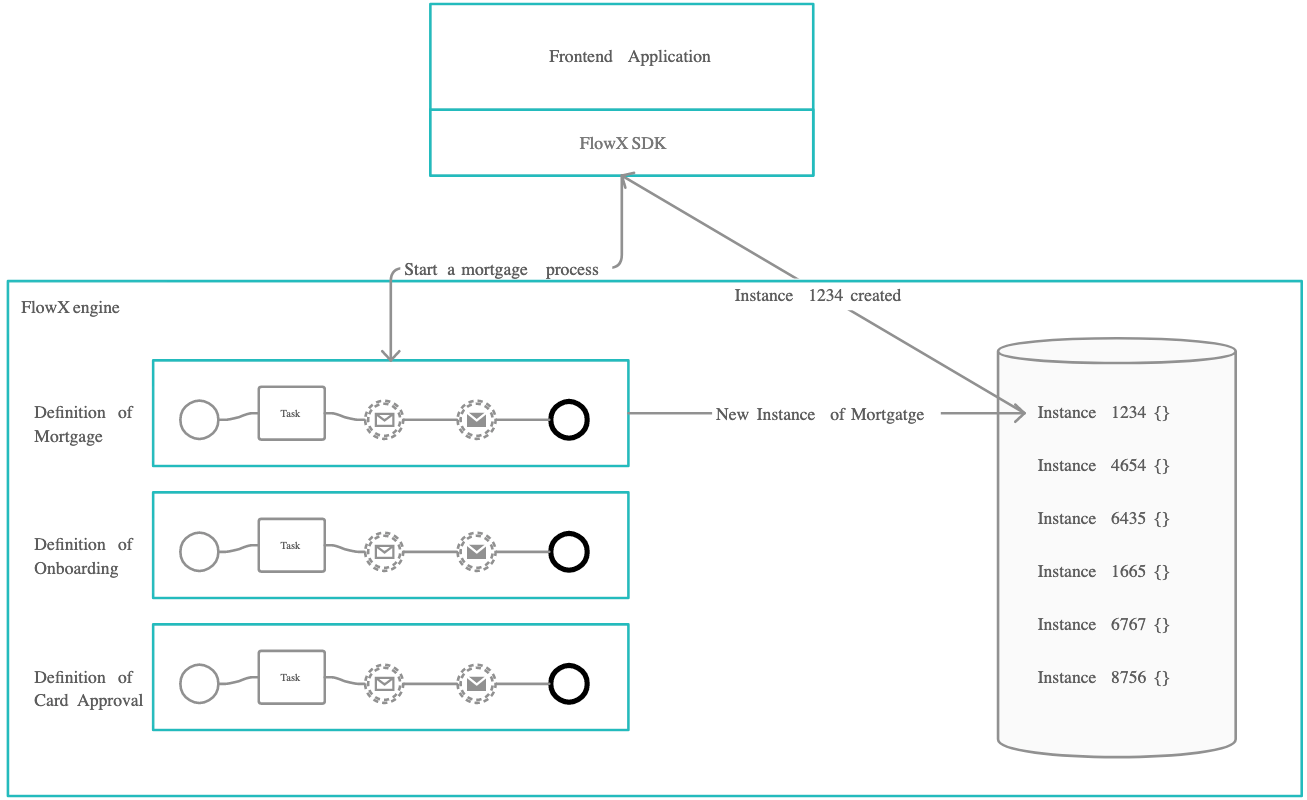 Frontend Application
FlowX SDK
Start a mortgage process
Instance 1234 created
FlowX engine
Definition of
Mortgage
Task
New Instance of Mortgatge
Definition of
Onboarding
Task
Definition of
Card Approval
Task
Instance 1234 {}
Instance 4654 {}
Instance 6435 {}
Instance 1665 {}
Instance 6767 {}
Instance 8756 {}